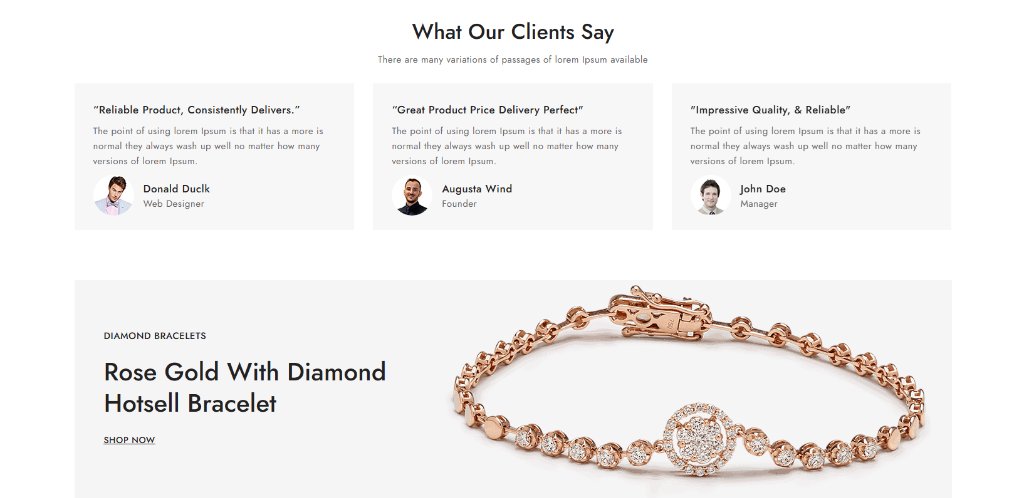 What Our Clients Say
There are many variations of passages of lorem Ipsum available
“Reliable Product, Consistently Delivers.”
The point of using lorem Ipsum is that it has a more is
normal they always wash up well no matter how many
versions of lorem Ipsum.
Donald Duclk
Web Designer
“Great Product Price Delivery Perfect”
The point of using lorem Ipsum is that it has a more is
normal they always wash up well no matter how many
versions of lorem Ipsum.
Augusta Wind
Founder
"Impressive Quality, & Reliable"
The point of using lorem Ipsum is that it has a more is
normal they always wash up well no matter how many
versions of lorem Ipsum.
John Doe
Manager
DIAMOND BRACELETS
Rose Gold With Diamond
Hotsell Bracelet
SHOP NOW